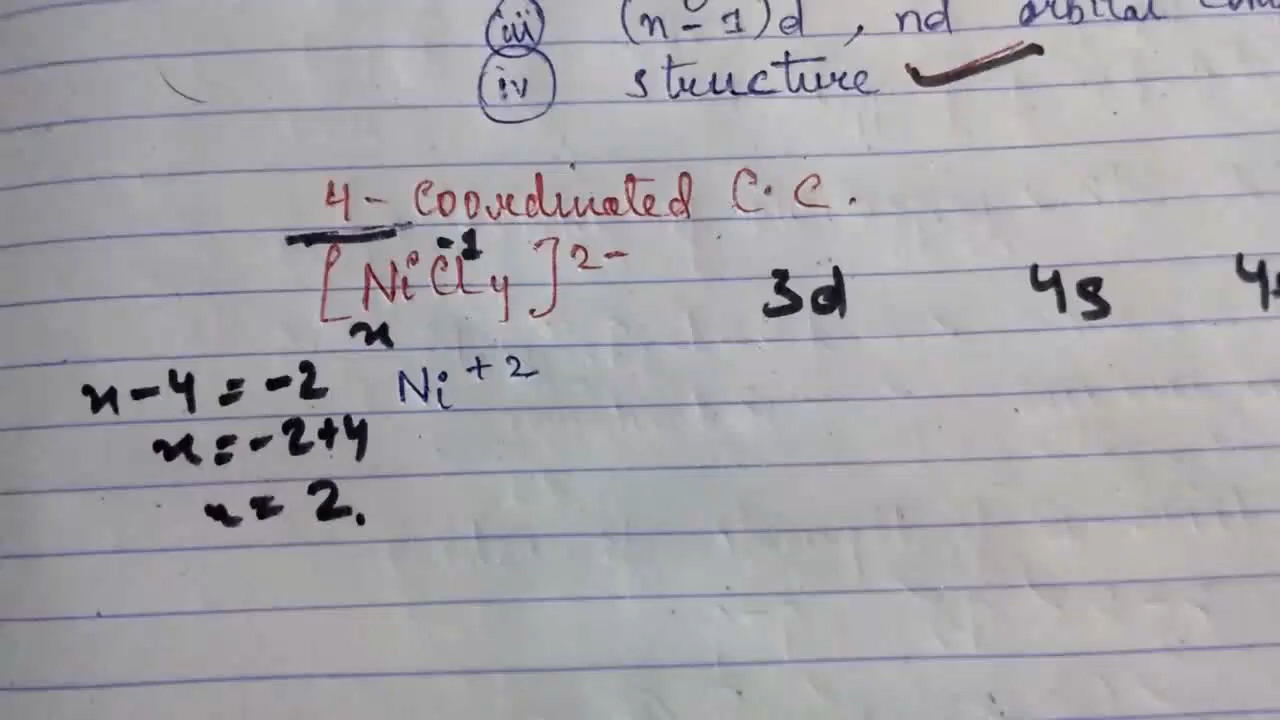 (iii) (n-1)d , nd orbital
(iv) structure
4- Coordinated C.C.
-1
[NiCl4]2-
x
3d 4s
x-4=-2 Ni+2
x=-2+4
x= 2.